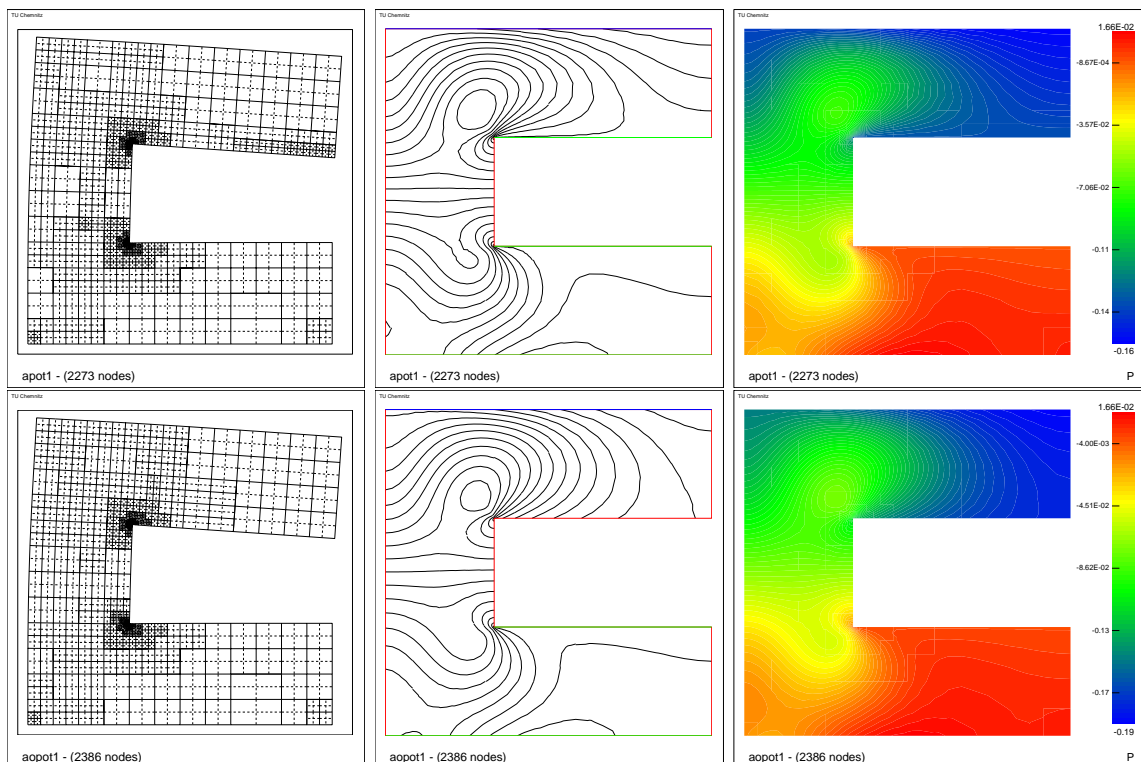 TU Chemnitz
apot1 - (2273 nodes)
TU Chemnitz
apot1 - (2273 nodes)
TU Chemnitz
1.66E-02
-8.67E-04
-3.57E-02
-7.06E-02
-0.11
-0.14
-0.16
apot1 - (2273 nodes)
P
TU Chemnitz
aopot1 - (2386 nodes)
TU Chemnitz
aopot1 - (2386 nodes)
TU Chemnitz
1.66E-02
-4.00E-03
-4.51E-02
-8.62E-02
-0.13
-0.17
-0.19
aopot1 - (2386 nodes)
P